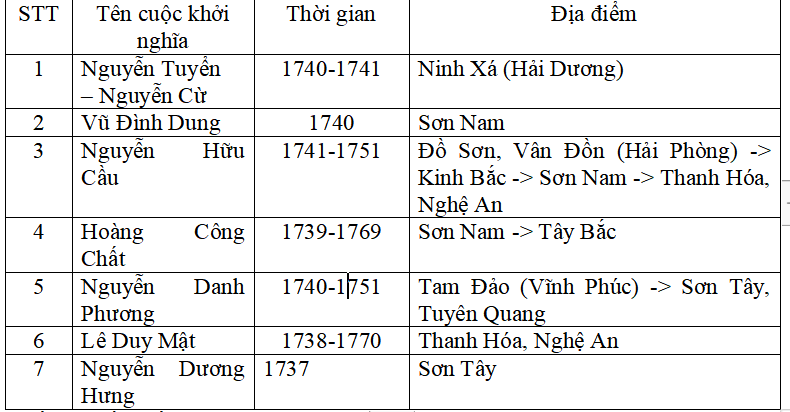 STT Tên cuộc khởi nghĩa Thời gian Địa điểm
1 Nguyễn Tuyển – Nguyễn Cừ 1740-1741 Ninh Xá (Hải Dương)
2 Vũ Đình Dung 1740 Sơn Nam
3 Nguyễn Hữu Cầu 1741-1751 Đồ Sơn, Vân Đồn (Hải Phòng) -> Kinh Bắc -> Sơn Nam -> Thanh Hóa, Nghệ An
4 Hoàng Công Chất 1739-1769 Sơn Nam -> Tây Bắc
5 Nguyễn Danh Phương 1740-1751 Tam Đảo (Vĩnh Phúc) -> Sơn Tây, Tuyên Quang
6 Lê Duy Mật 1738-1770 Thanh Hóa, Nghệ An
7 Nguyễn Dương Hưng 1737 Sơn Tây